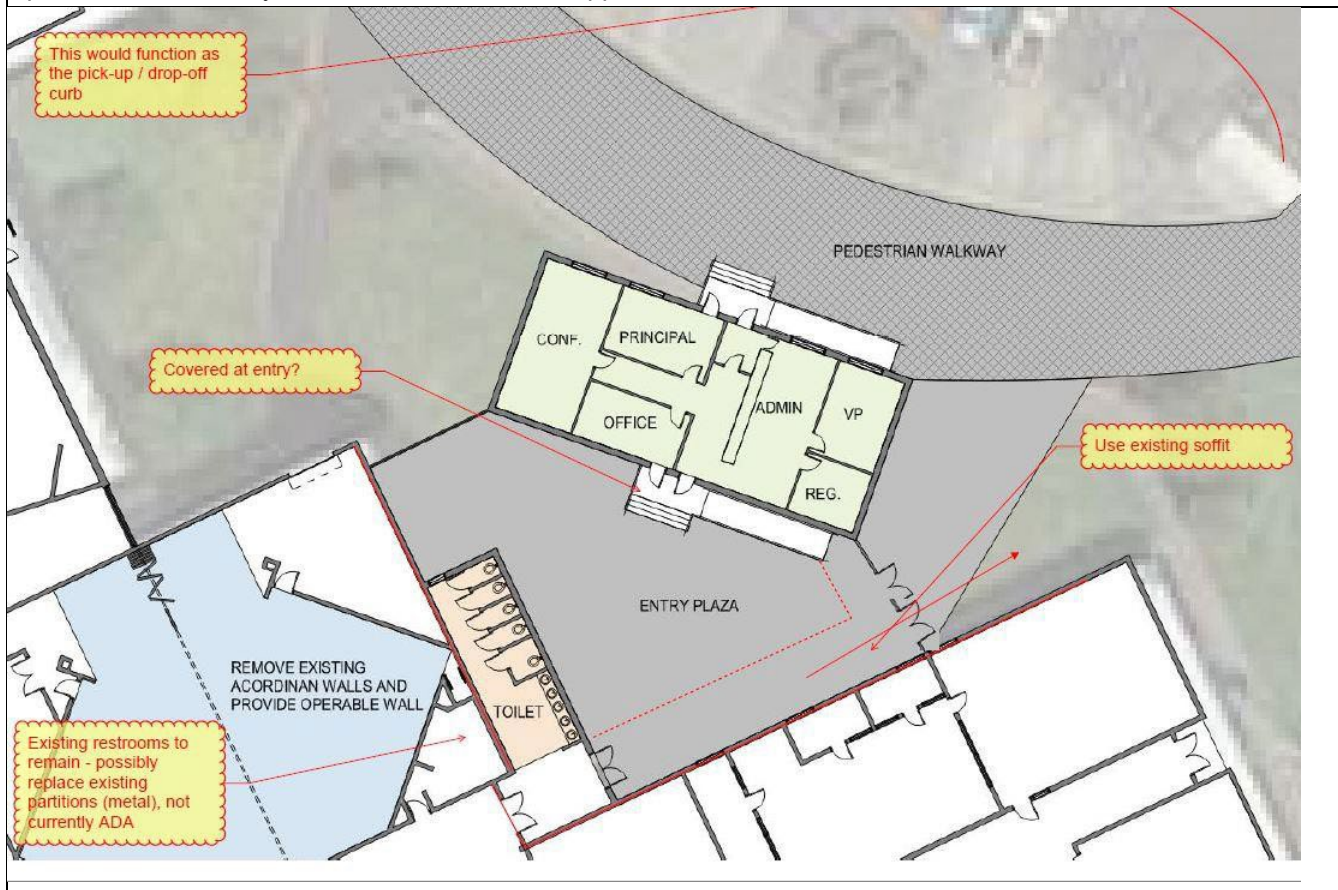 This would function as
the pick-up / drop-off
curb
PEDESTRIAN WALKWAY
CONF.
PRINCIPAL
Covered at entry?
ADMIN
VP
OFFICE
Use existing soffit
REG.
ENTRY PLAZA
REMOVE EXISTING
ACORDINAN WALLS AND
PROVIDE OPERABLE WALL
TOILET
Existing restrooms to
remain - possibly
replace existing
partitions (metal), not
currently ADA